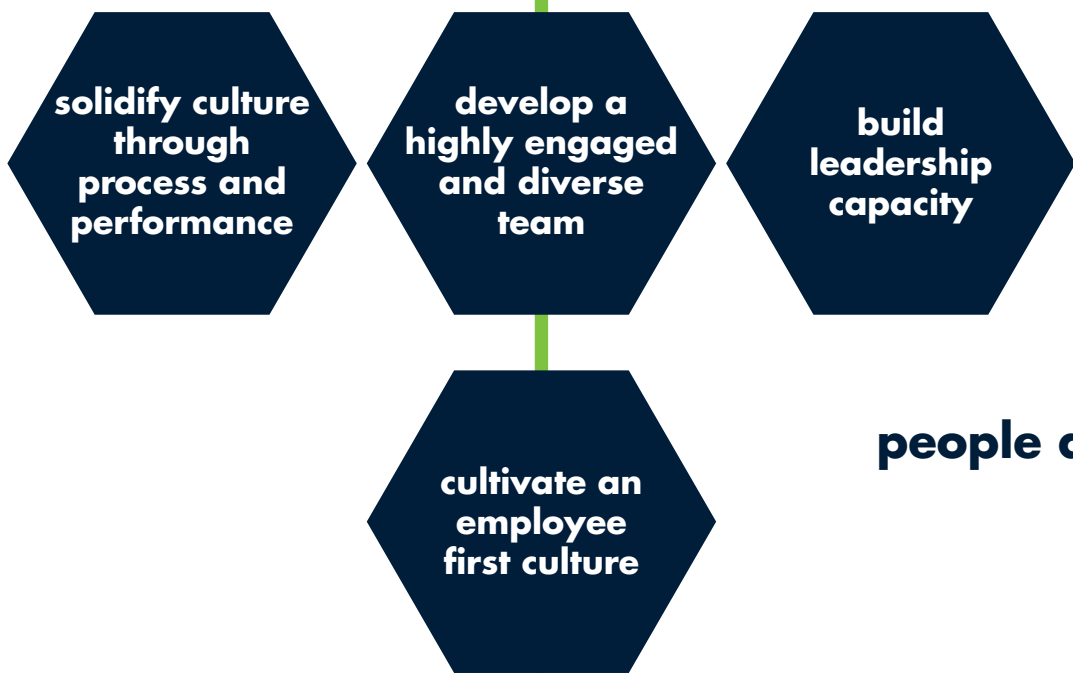 solidify culture
through
process and
performance
develop a
highly engaged
and diverse
team
build
leadership
capacity
people
cultivate an
employee
first culture